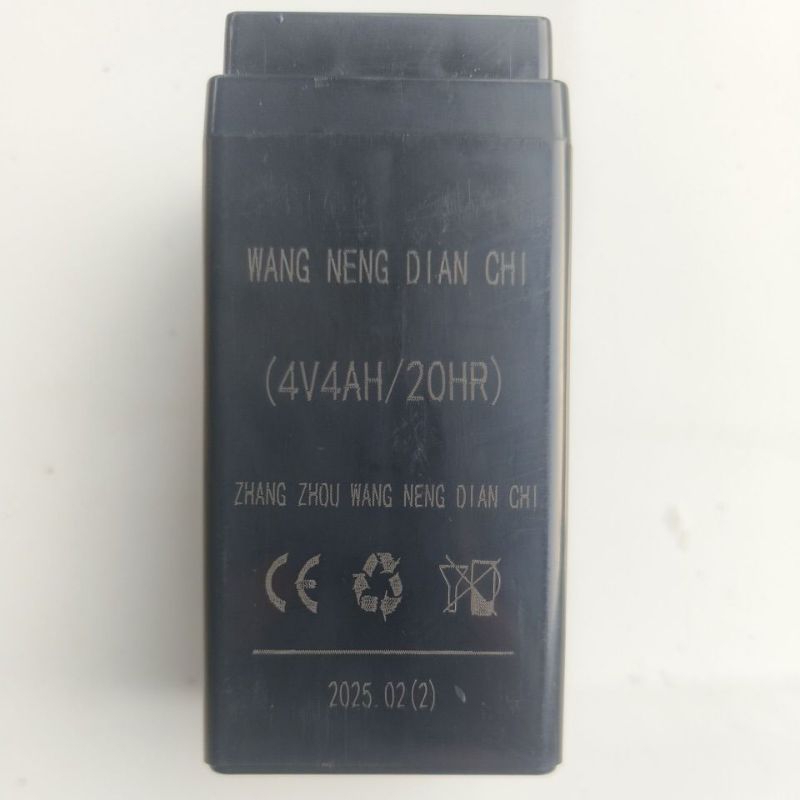 WANG NENG DIAN CHI
(4V4AH/20HR)
ZHANG ZHOU WANG NENG DIAN CHI
CE
2025.02(2)